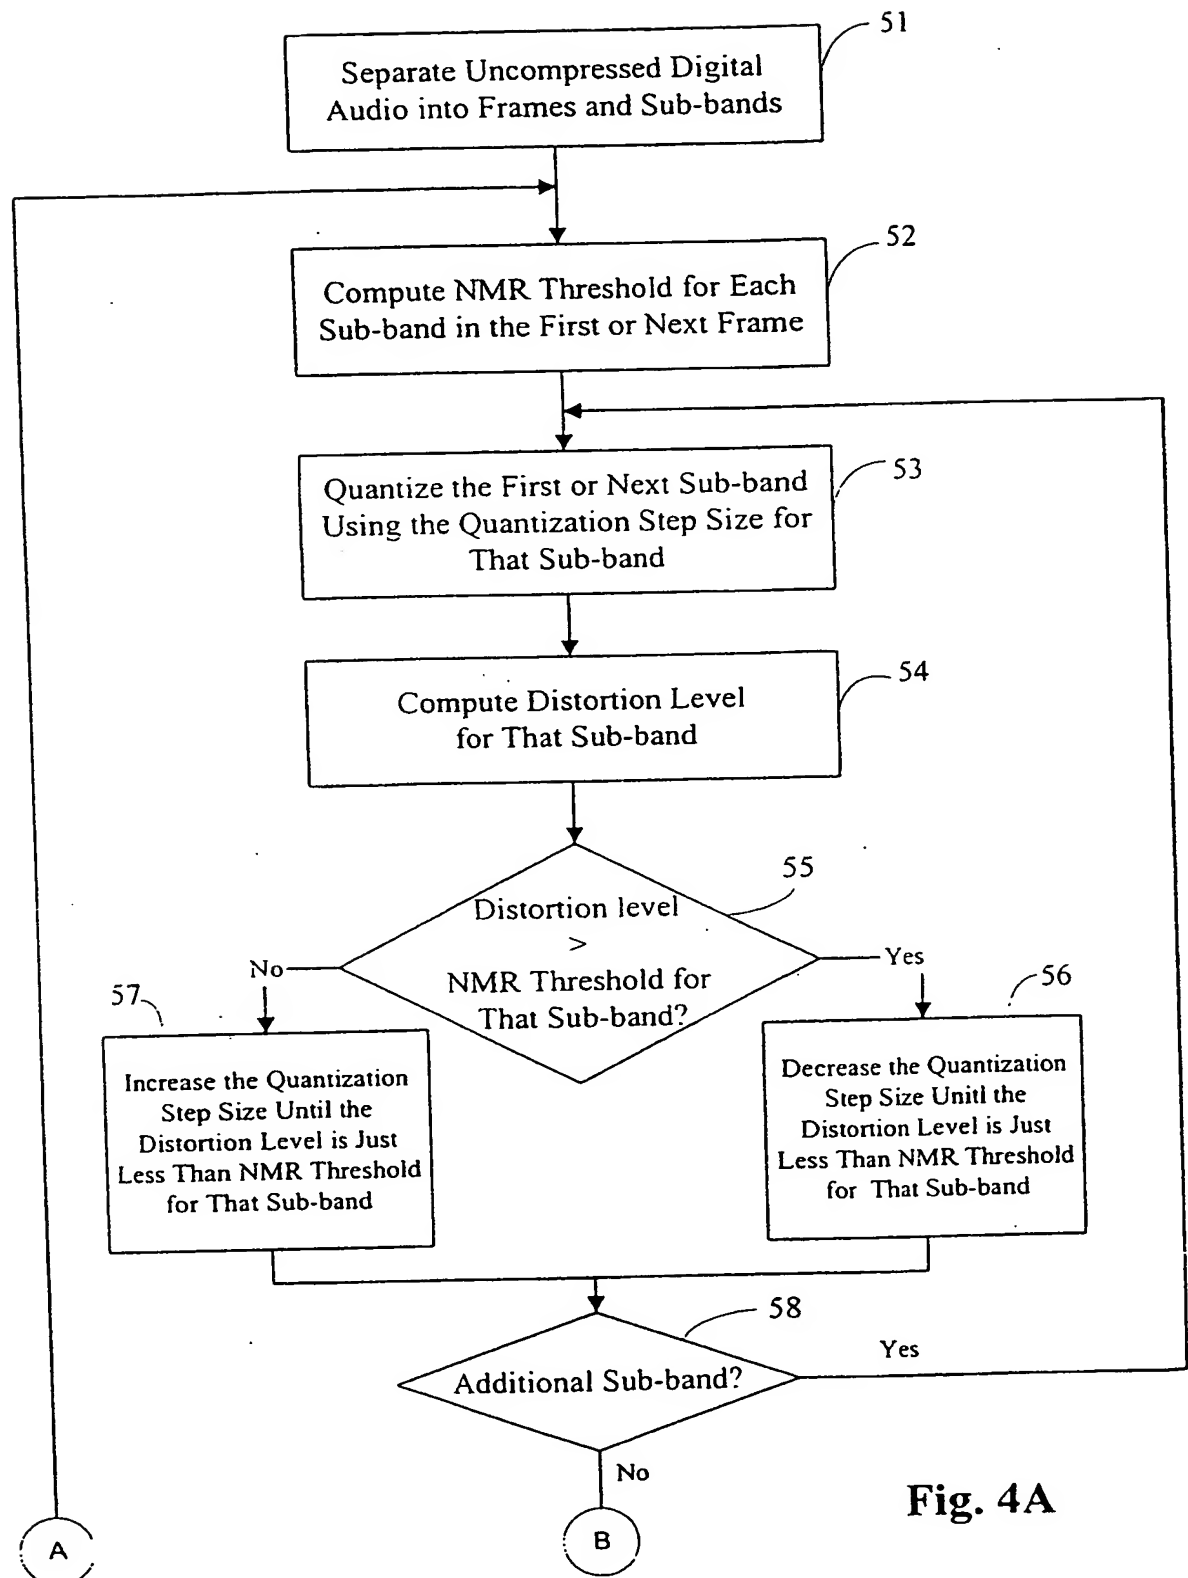 51
Separate Uncompressed Digital
Audio into Frames and Sub-bands
52
Compute NMR Threshold for Each
Sub-band in the First or Next Frame
53
Quantize the First or Next Sub-band
Using the Quantization Step Size for
That Sub-band
54
Compute Distortion Level
for That Sub-band
55
Distortion level
>
NMR Threshold for
That Sub-band?
No
Yes
57
56
Increase the Quantization
Step Size Until the
Distortion Level is Just
Less Than NMR Threshold
for That Sub-band
Decrease the Quantization
Step Size Unitl the
Distortion Level is Just
Less Than NMR Threshold
for That Sub-band
58
Additional Sub-band?
Yes
No
Fig. 4A
A
B